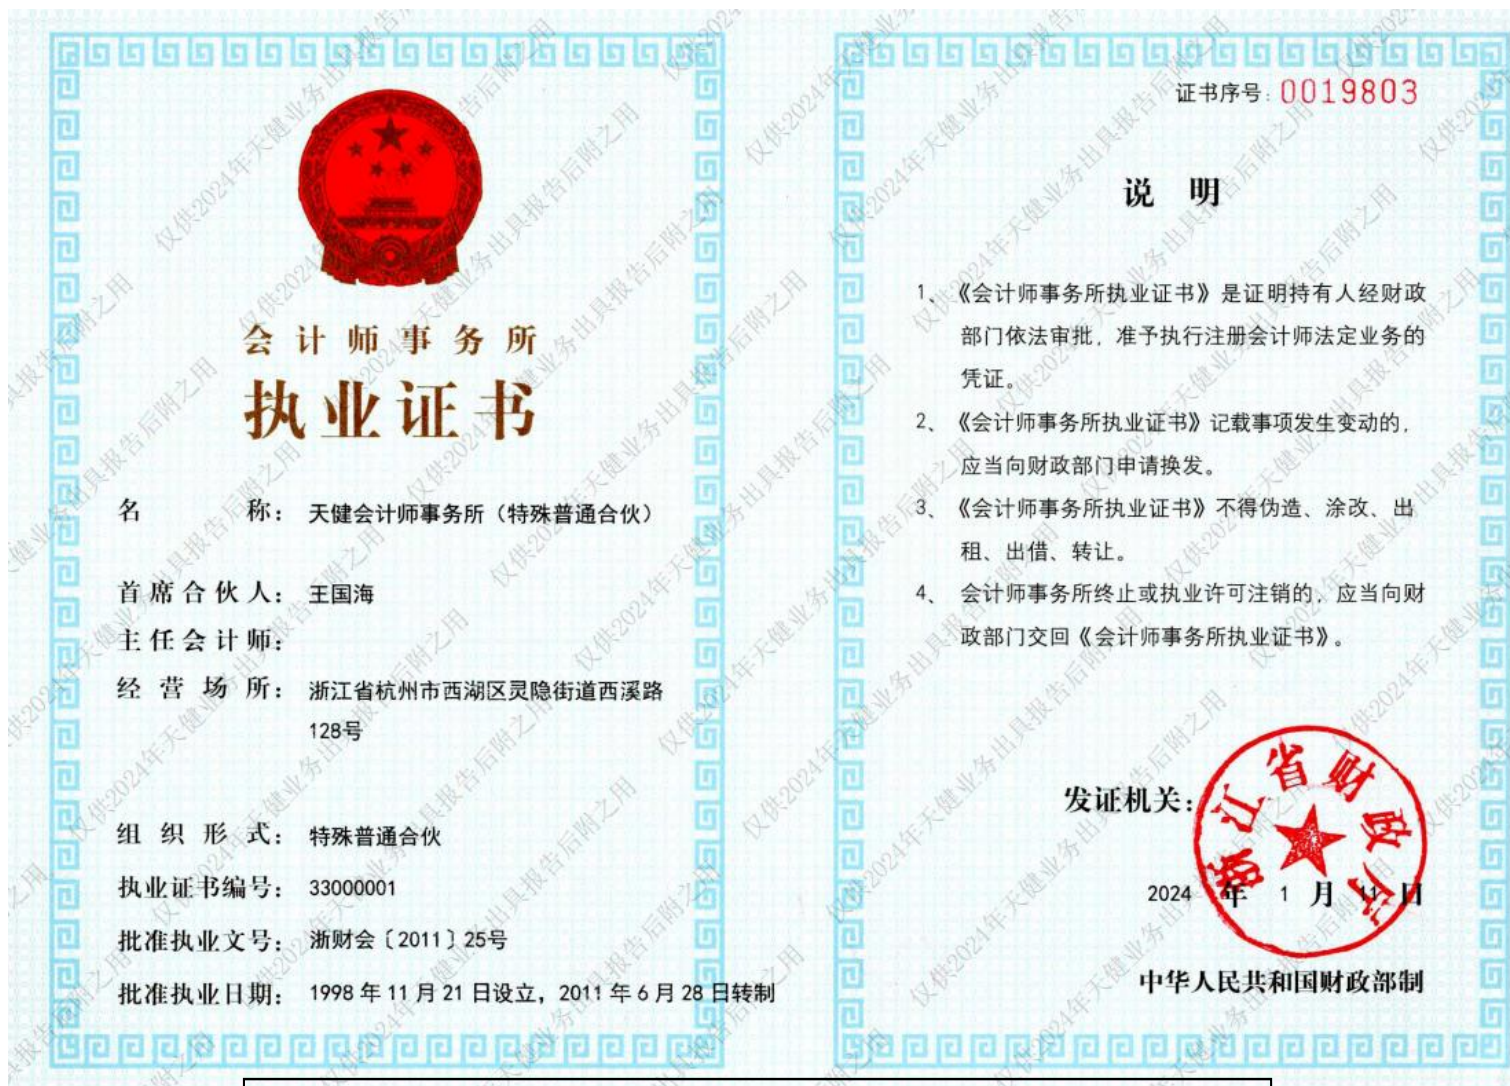 会计师事务所
执业证书
名　　　称： 天健会计师事务所（特殊普通合伙）
首席合伙人： 王国海
主任会计师：
经营场所： 浙江省杭州市西湖区灵隐街道西溪路
128号
组织形式： 特殊普通合伙
执业证书编号： 33000001
批准执业文号： 浙财会〔2011〕25号
批准执业日期： 1998 年 11 月 21 日设立，2011 年 6 月 28 日转制
证书序号：0019803
说　明
1、《会计师事务所执业证书》是证明持有人经财政
部门依法审批，准予执行注册会计师法定业务的
凭证。
2、《会计师事务所执业证书》记载事项发生变动的，
应当向财政部门申请换发。
3、《会计师事务所执业证书》不得伪造、涂改、出
租、出借、转让。
4、 会计师事务所终止或执业许可注销的，应当向财
政部门交回《会计师事务所执业证书》。
发证机关：
浙江省财政厅
2024 年 1 月 11 日
中华人民共和国财政部制
仅供2024年天健业务出具报告后附之用